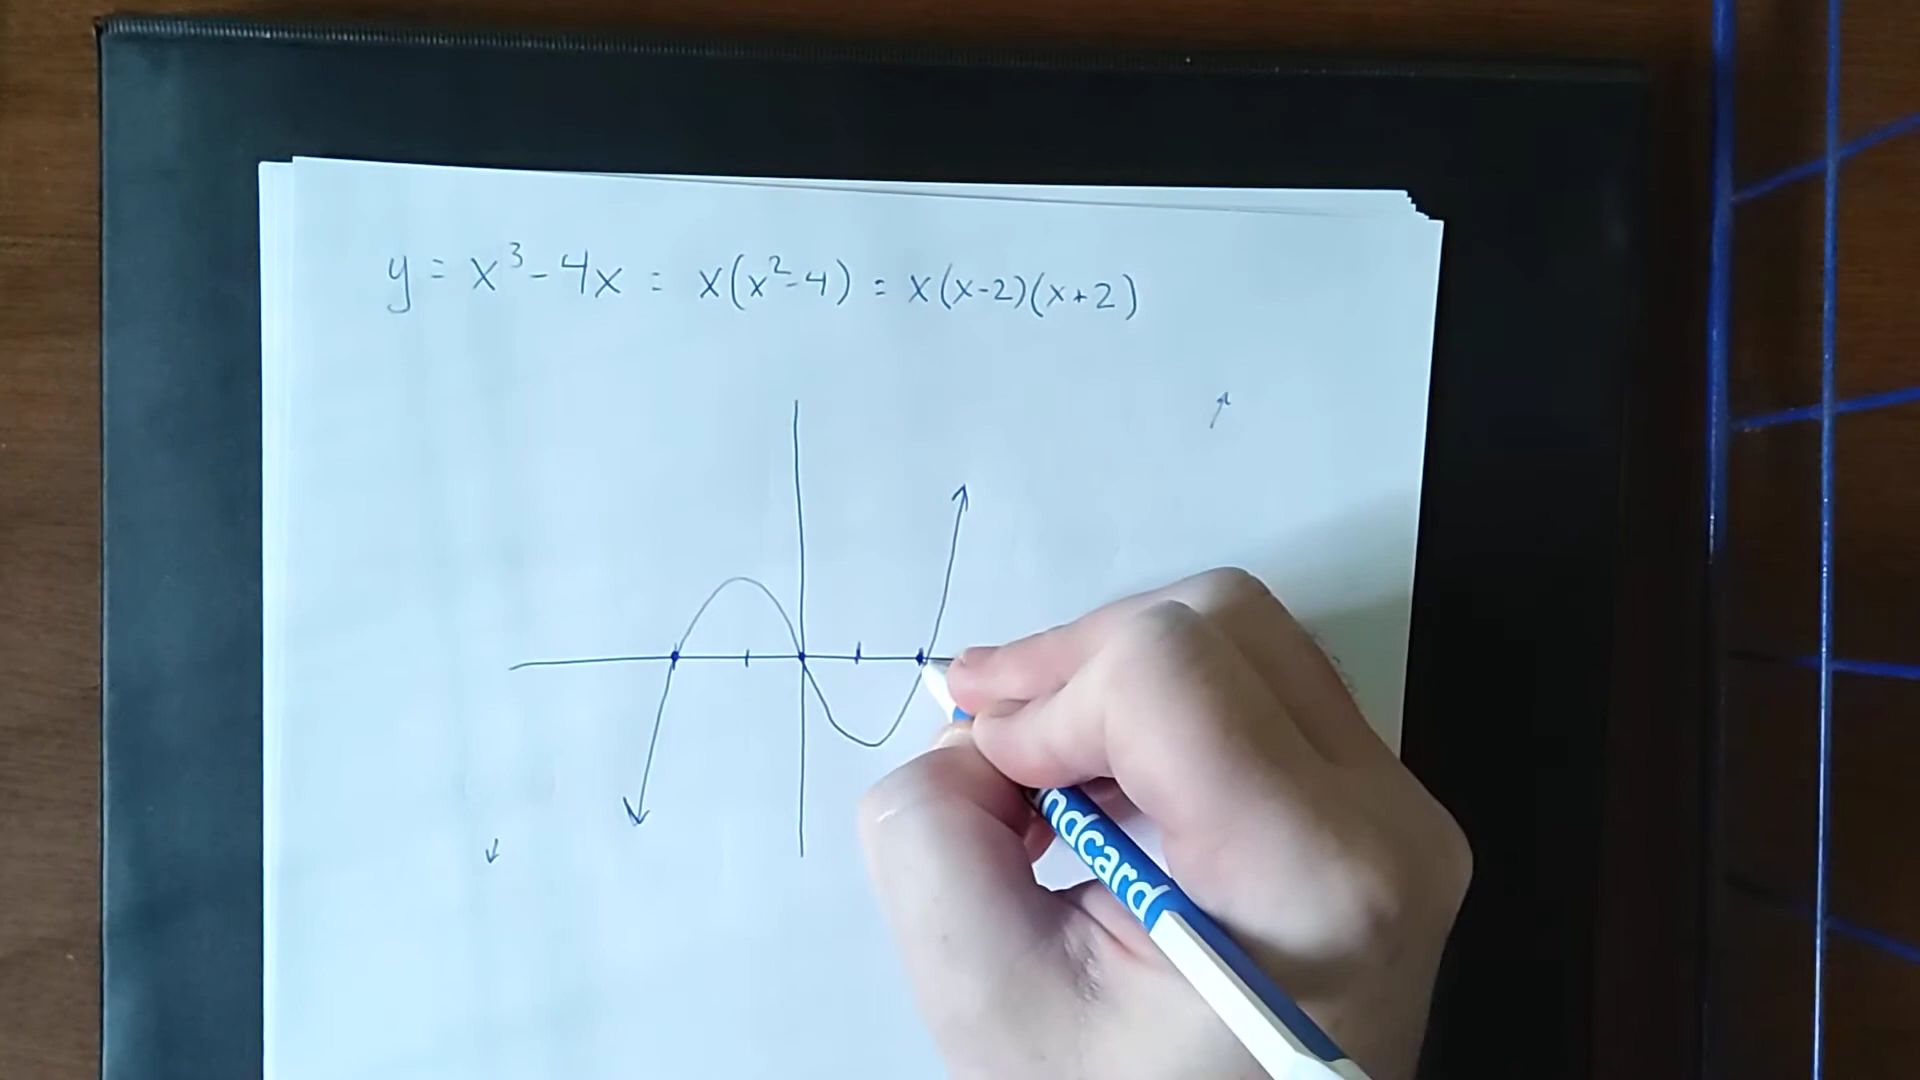 y = x³-4x = x(x²-4) = x(x-2)(x+2)
ndcard